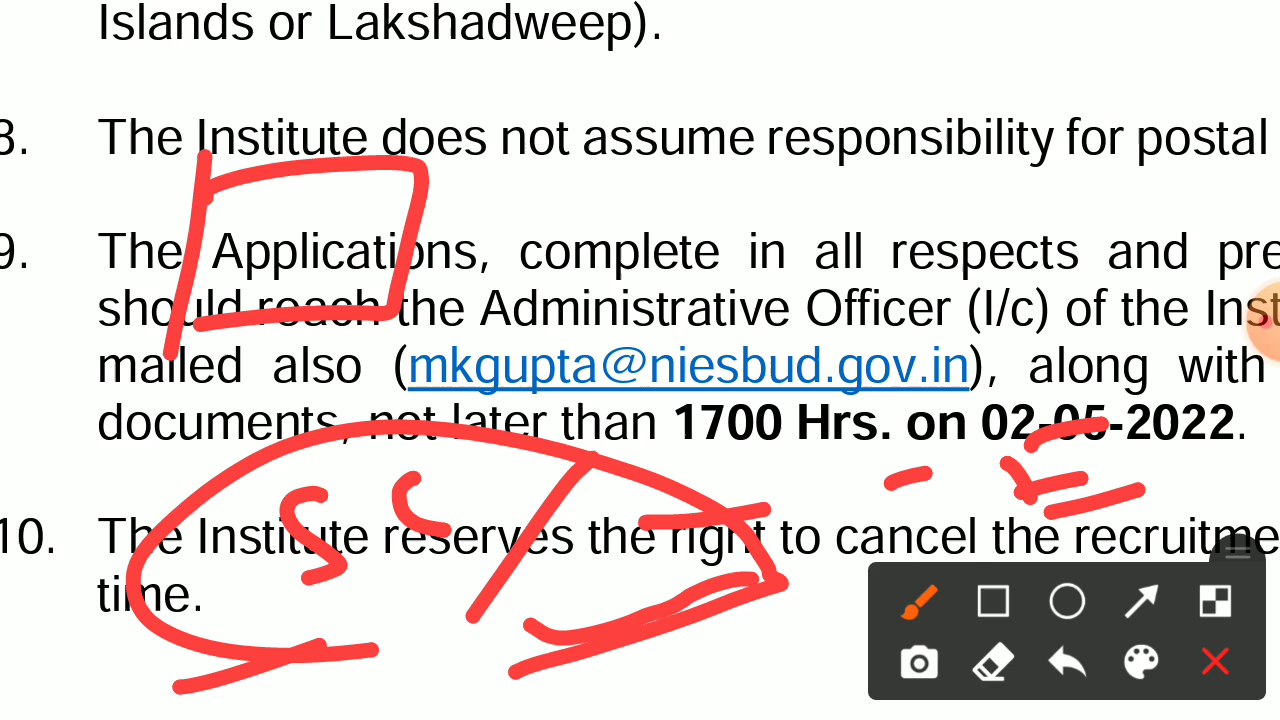 Islands or Lakshadweep).
8. The Institute does not assume responsibility for postal
9. The Applications, complete in all respects and pre
should reach the Administrative Officer (I/c) of the Inst
mailed also (mkgupta@niesbud.gov.in), along with
documents, not later than 1700 Hrs. on 02-05-2022.
10. The Institute reserves the right to cancel the recruitme
time.